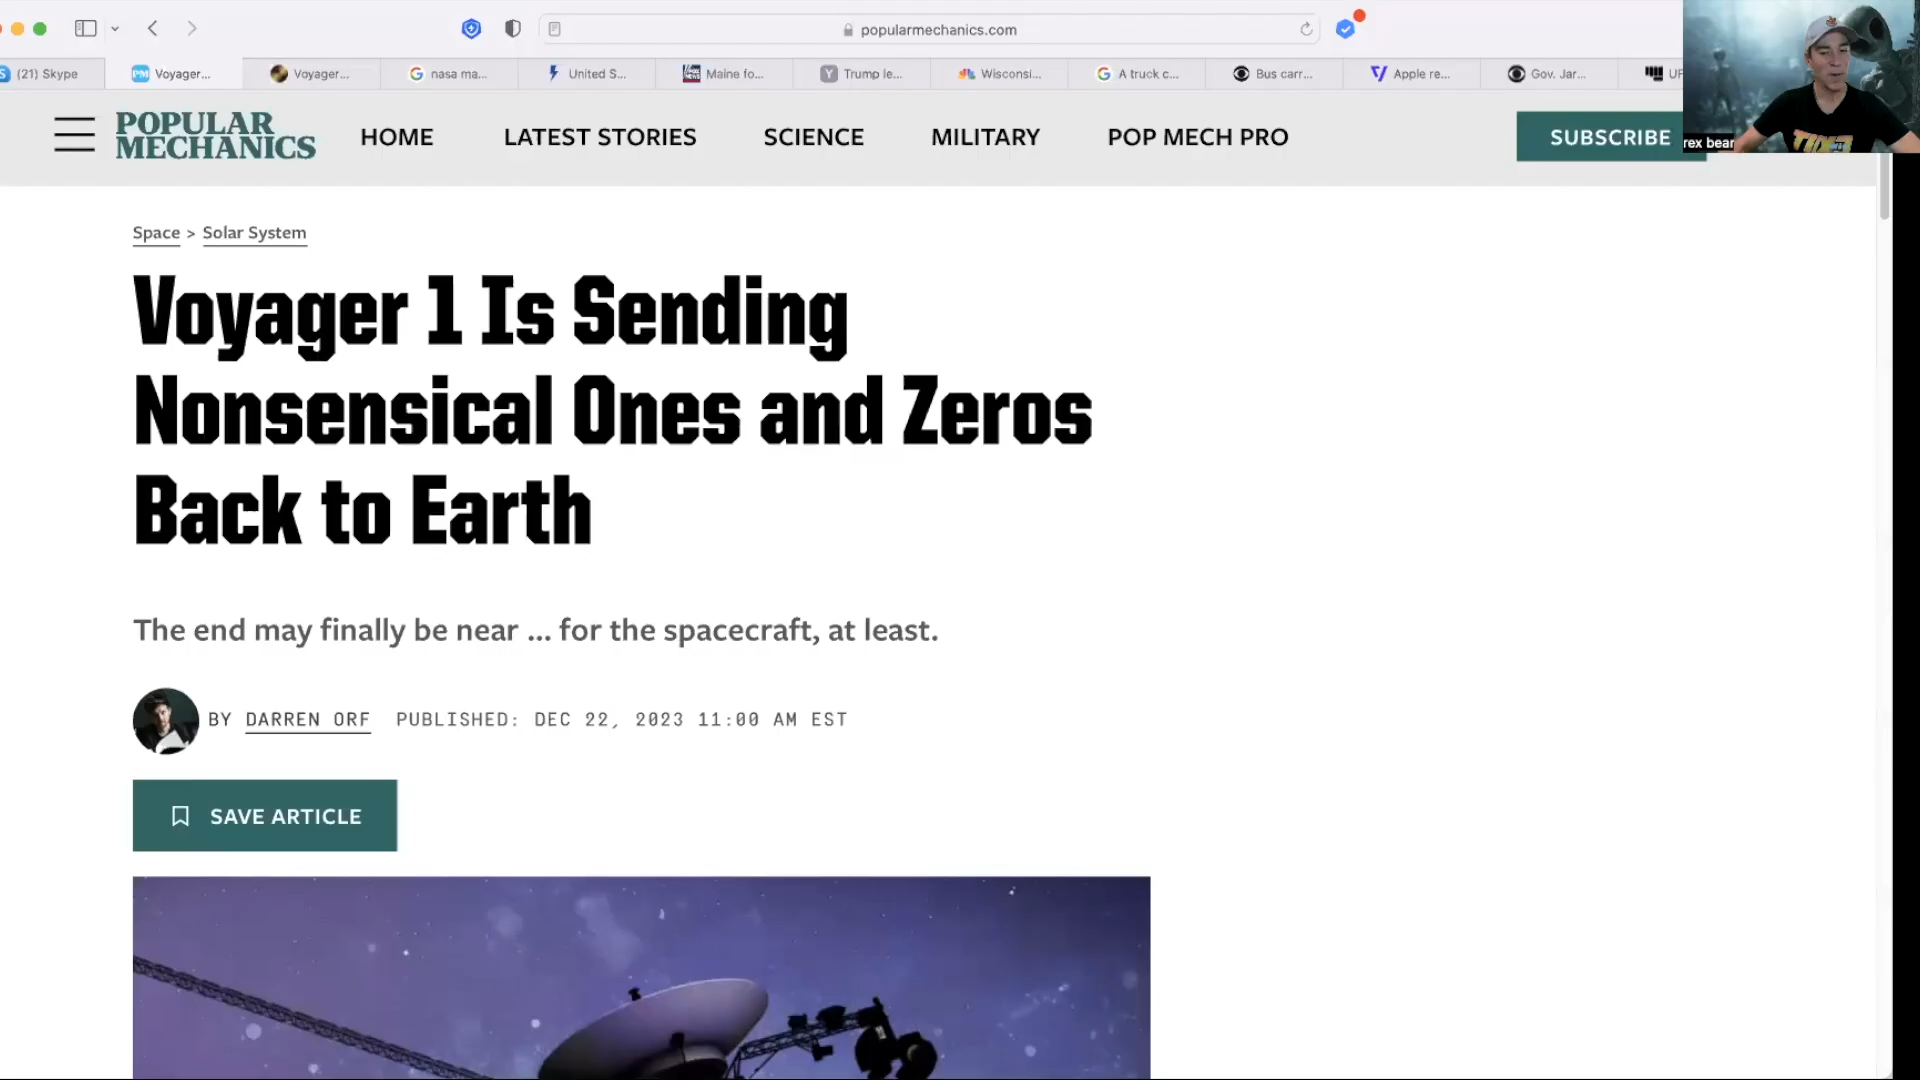 popularmechanics.com
(21) Skype
PM Voyager...
Voyager...
nasa ma...
United S...
Maine fo...
Trump le...
Wisconsi...
A truck c...
Bus carr...
Apple re...
Gov. Jar...
UF
POPULAR
MECHANICS
HOME
LATEST STORIES
SCIENCE
MILITARY
POP MECH PRO
SUBSCRIBE
rex bear
Space > Solar System
Voyager 1 Is Sending
Nonsensical Ones and Zeros
Back to Earth
The end may finally be near ... for the spacecraft, at least.
BY DARREN ORF PUBLISHED: DEC 22, 2023 11:00 AM EST
SAVE ARTICLE